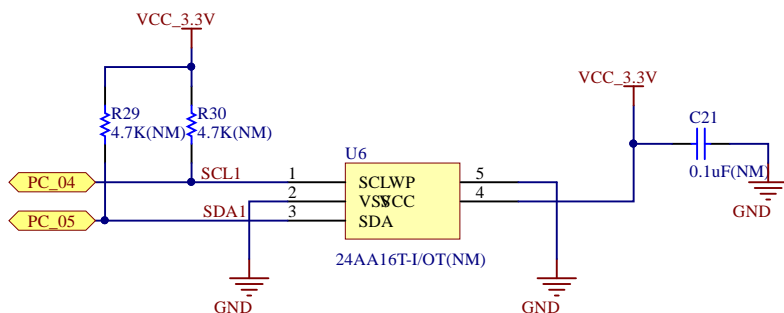 VCC_3.3V
VCC_3.3V
R29
4.7K(NM)
R30
4.7K(NM)
C21
0.1uF(NM)
U6
PC_04
SCL1
1
SCL
WP
5
2
VSS
VCC
4
PC_05
SDA1
3
SDA
24AA16T-I/OT(NM)
GND
GND
GND